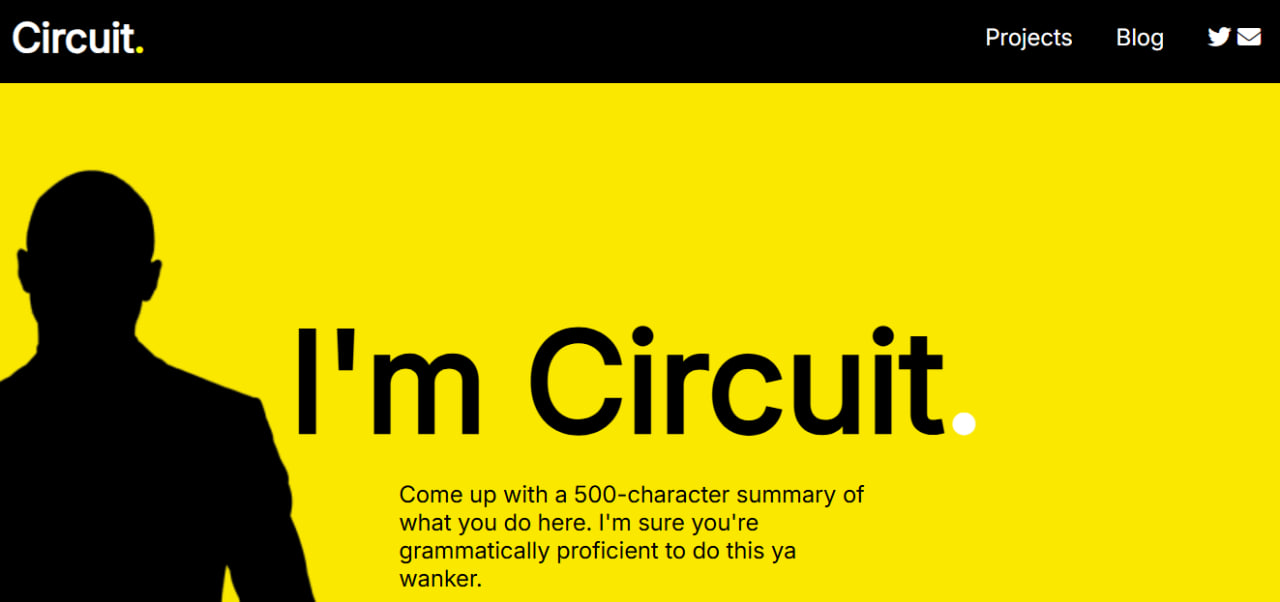 Circuit.
Projects Blog
I'm Circuit.
Come up with a 500-character summary of
what you do here. I'm sure you're
grammatically proficient to do this ya
wanker.